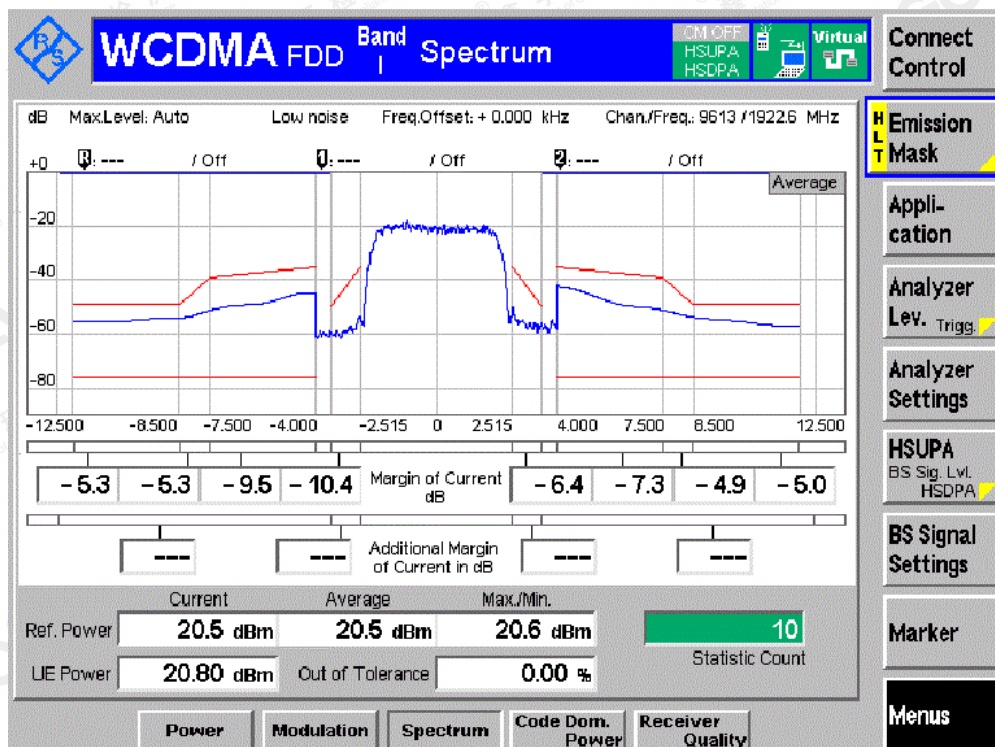 R S
WCDMA FDD Band I Spectrum
CM OFF
HSUPA
HSDPA
Virtual
Connect Control
dB Max.Level: Auto Low noise Freq.Offset: + 0.000 kHz Chan./Freq.: 9613 / 1922.6 MHz
R: --- / Off 1: --- / Off 2: --- / Off
Average
+0
-20
-40
-60
-80
-12.500 -8.500 -7.500 -4.000 -2.515 0 2.515 4.000 7.500 8.500 12.500
- 5.3 - 5.3 - 9.5 - 10.4 Margin of Current dB - 6.4 - 7.3 - 4.9 - 5.0
--- --- Additional Margin of Current in dB --- ---
Current Average Max./Min.
Ref. Power 20.5 dBm 20.5 dBm 20.6 dBm
10
Statistic Count
UE Power 20.80 dBm Out of Tolerance 0.00 %
HLT
Emission Mask
Appli-
cation
Analyzer
Lev. Trigg.
Analyzer
Settings
HSUPA
BS Sig. Lvl.
HSDPA
BS Signal
Settings
Marker
Menus
Power
Modulation
Spectrum
Code Dom. Power
Receiver Quality